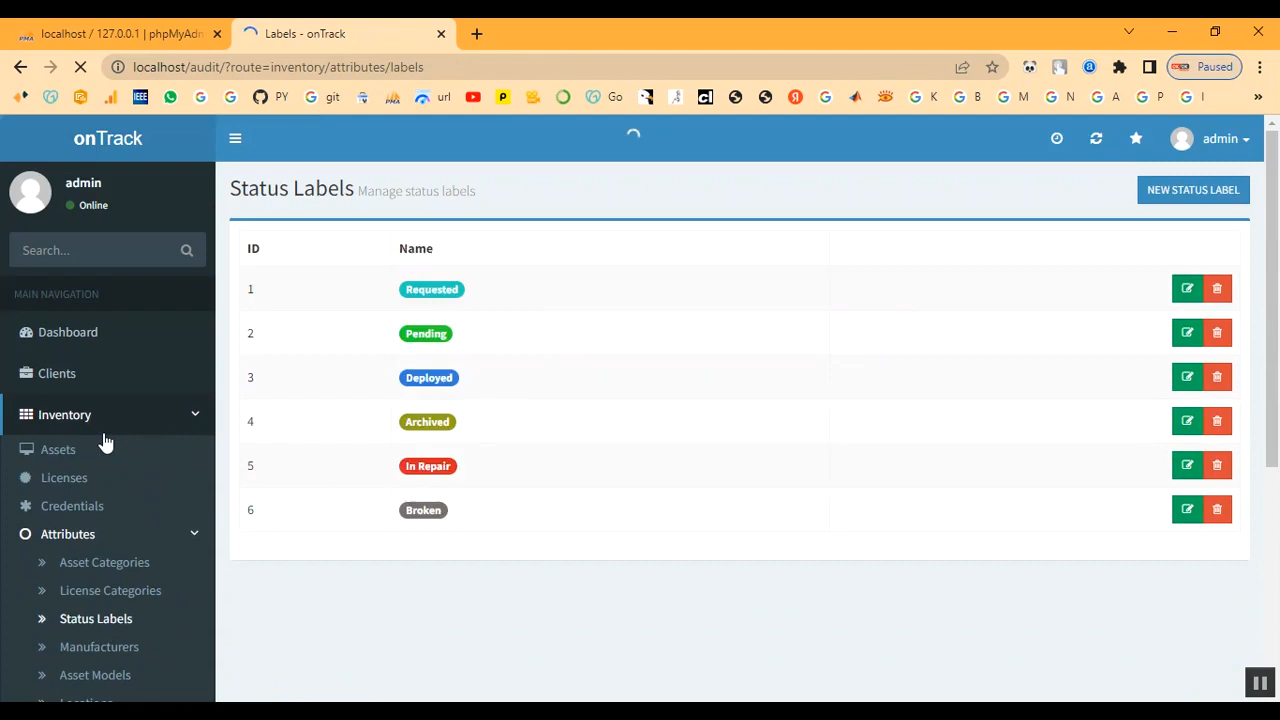 localhost / 127.0.0.1 | phpMyAdn
Labels - onTrack
localhost/audit/?route=inventory/attributes/labels
Paused
IEEE
PY
git
url
Go
K
B
M
N
A
P
I
»
onTrack
admin
admin
Online
Search...
MAIN NAVIGATION
Dashboard
Clients
Inventory
Assets
Licenses
Credentials
Attributes
Asset Categories
License Categories
Status Labels
Manufacturers
Asset Models
Status Labels Manage status labels
NEW STATUS LABEL
ID Name
1 Requested
2 Pending
3 Deployed
4 Archived
5 In Repair
6 Broken